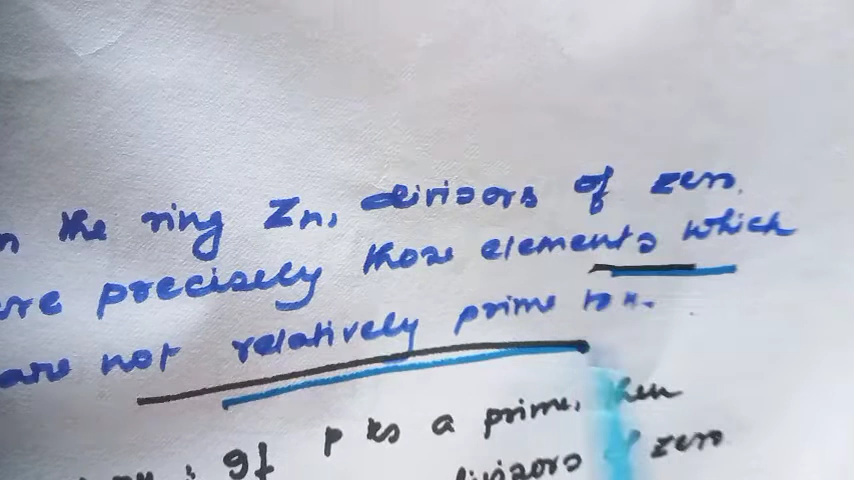 n the ring Zn, divisors of zero.
are precisely those elements which
are not relatively prime to n.
: If p is a prime, then
divisors of zero